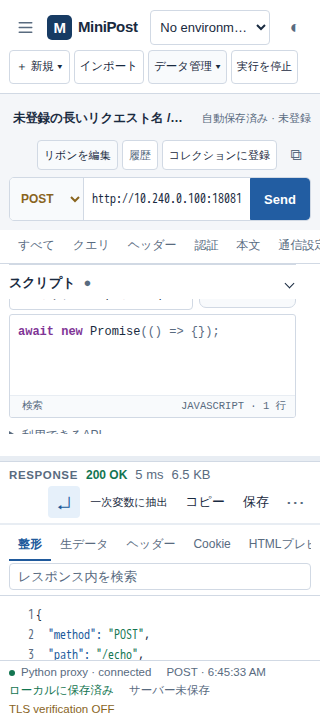 M MiniPost No environm…
＋ 新規 ▾ インポート データ管理 ▾ 実行を停止
未登録の長いリクエスト名 /… 自動保存済み · 未登録
リボンを編集 履歴 コレクションに登録
POST http://10.240.0.100:18081 Send
すべて クエリ ヘッダー 認証 本文 通信設定
スクリプト
await new Promise(() => {});
検索 JAVASCRIPT · 1 行
▸ 利用できるAPI
RESPONSE 200 OK 5 ms 6.5 KB
一次変数に抽出 コピー 保存 ···
整形 生データ ヘッダー Cookie HTMLプレビ
レスポンス内を検索
1 {
2 "method": "POST",
3 "path": "/echo",
Python proxy · connected POST · 6:45:33 AM
ローカルに保存済み サーバー未保存
TLS verification OFF